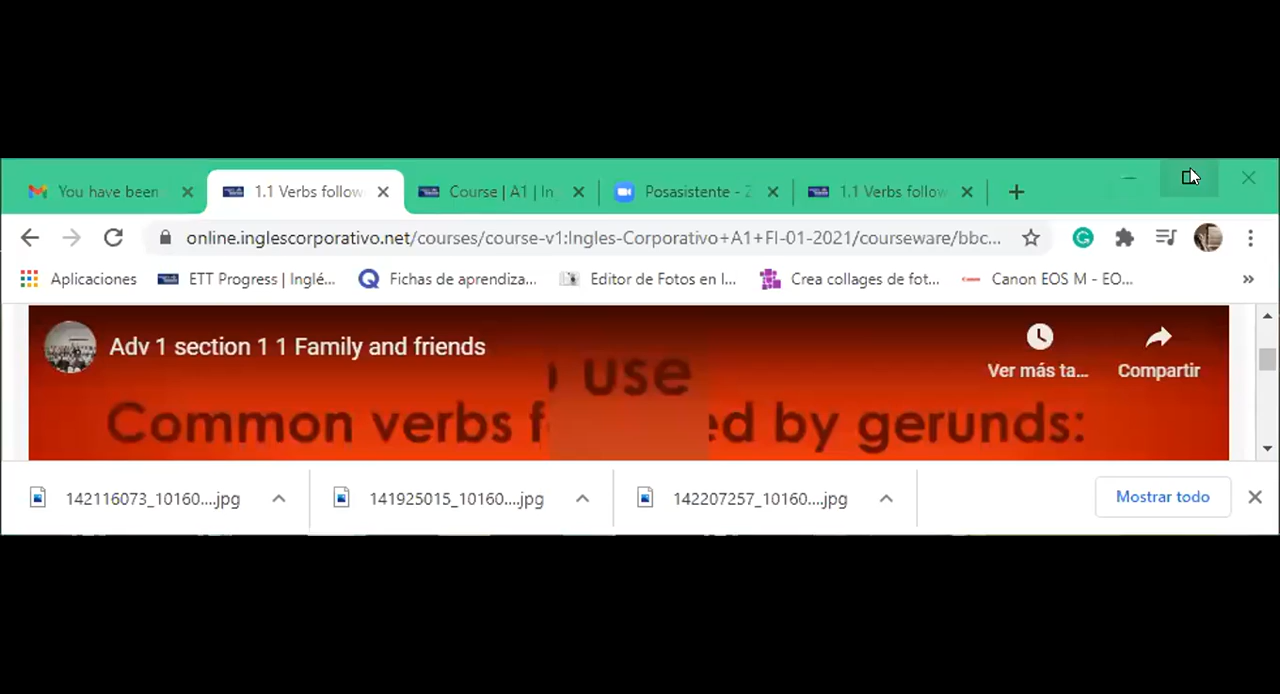 You have been
1.1 Verbs follow
Course | A1 | In
Posasistente - Z
1.1 Verbs follow
online.inglescorporativo.net/courses/course-v1:Ingles-Corporativo+A1+FI-01-2021/courseware/bbc...
Aplicaciones
ETT Progress | Inglé...
Fichas de aprendiza...
Editor de Fotos en l...
Crea collages de fot...
Canon EOS M - EO...
Adv 1 section 1 1 Family and friends
Ver más ta...
Compartir
use
Common verbs f ed by gerunds:
142116073_10160....jpg
141925015_10160....jpg
142207257_10160....jpg
Mostrar todo